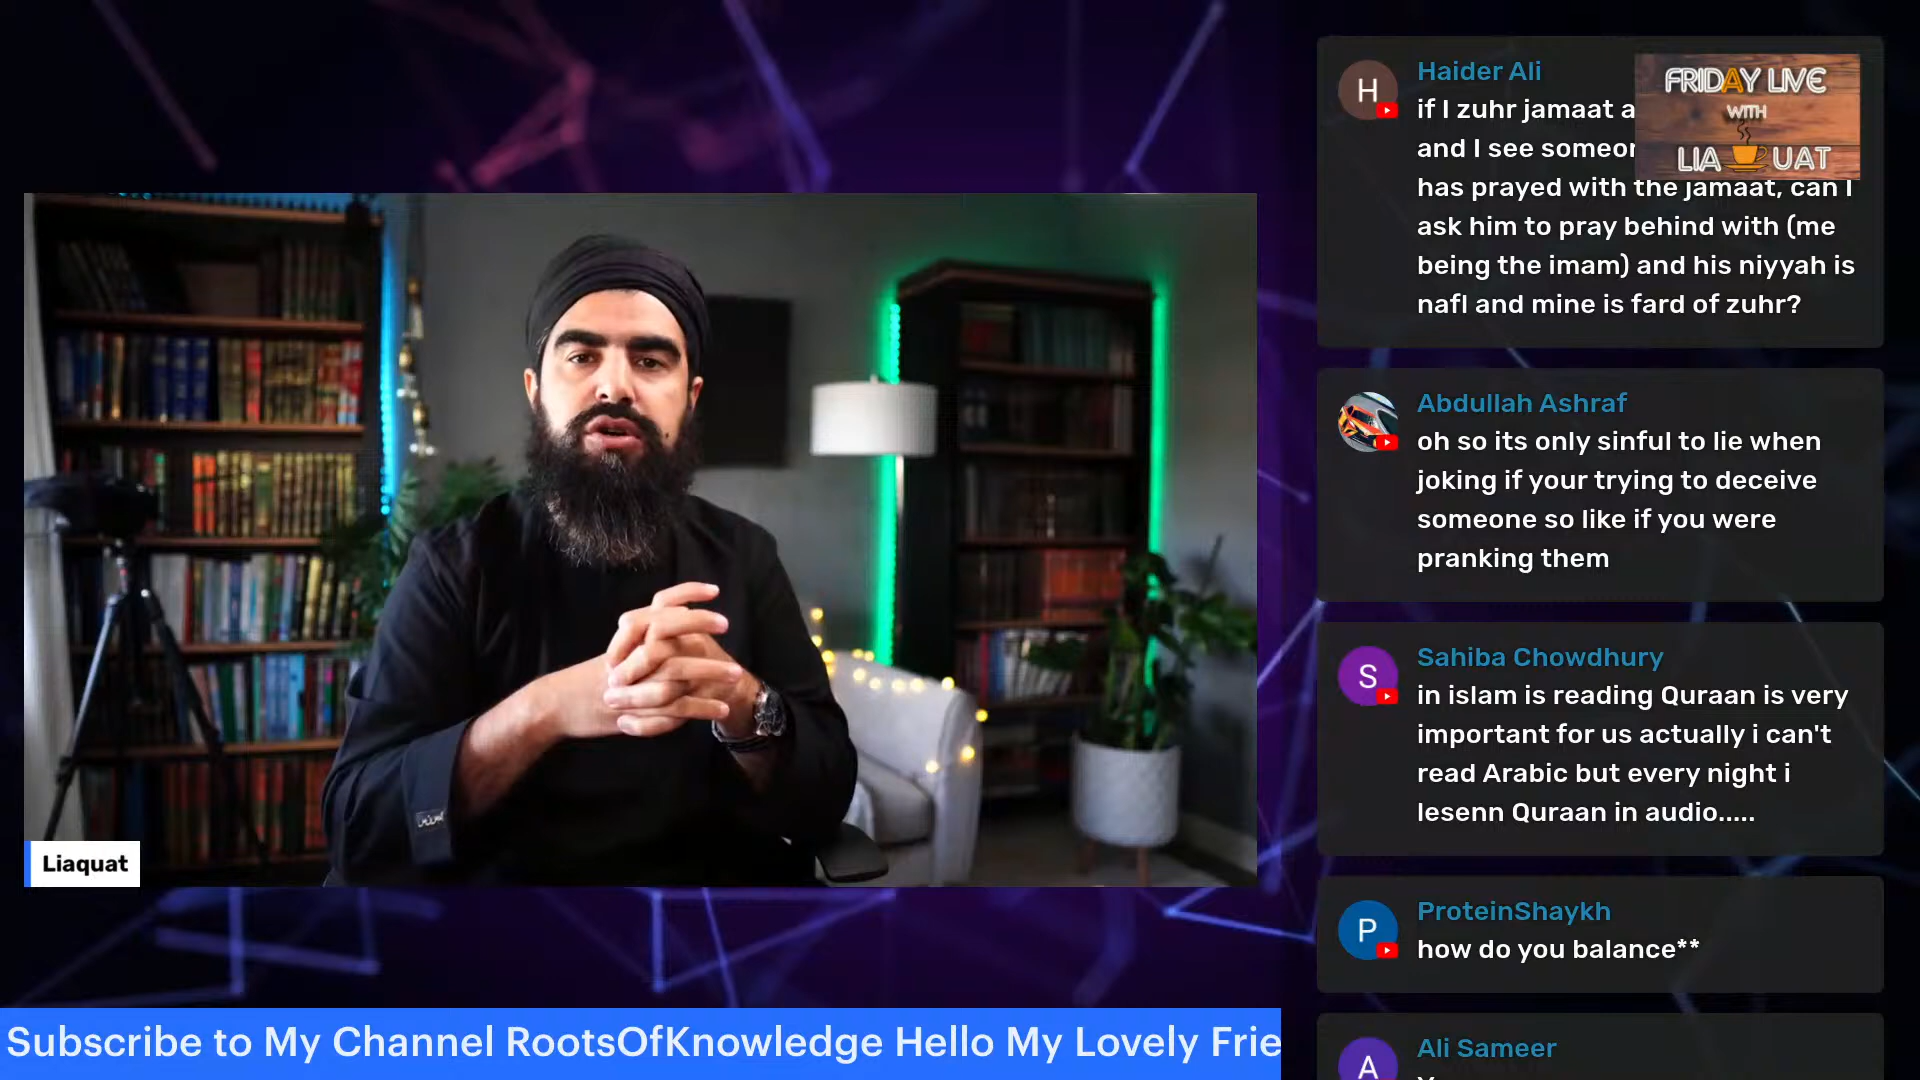 Haider Ali
if I zuhr jamaat
and I see
has prayed with the jamaat, can I
ask him to pray behind with (me
being the imam) and his niyyah is
nafl and mine is fard of zuhr?
FRIDAY LIVE
WITH
LIA UAT
H
Abdullah Ashraf
oh so its only sinful to lie when
joking if your trying to deceive
someone so like if you were
pranking them
S
Sahiba Chowdhury
in islam is reading Quraan is very
important for us actually i can't
read Arabic but every night i
lesenn Quraan in audio.....
P
ProteinShaykh
how do you balance**
A
Ali Sameer
Liaquat
Subscribe to My Channel RootsOfKnowledge Hello My Lovely Frie